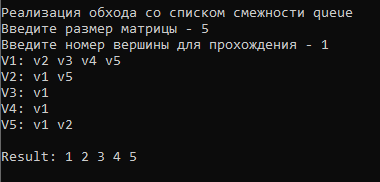 Реализация обхода со списком смежности queue
Введите размер матрицы - 5
Введите номер вершины для прохождения - 1
V1: v2 v3 v4 v5
V2: v1 v5
V3: v1
V4: v1
V5: v1 v2
Result: 1 2 3 4 5